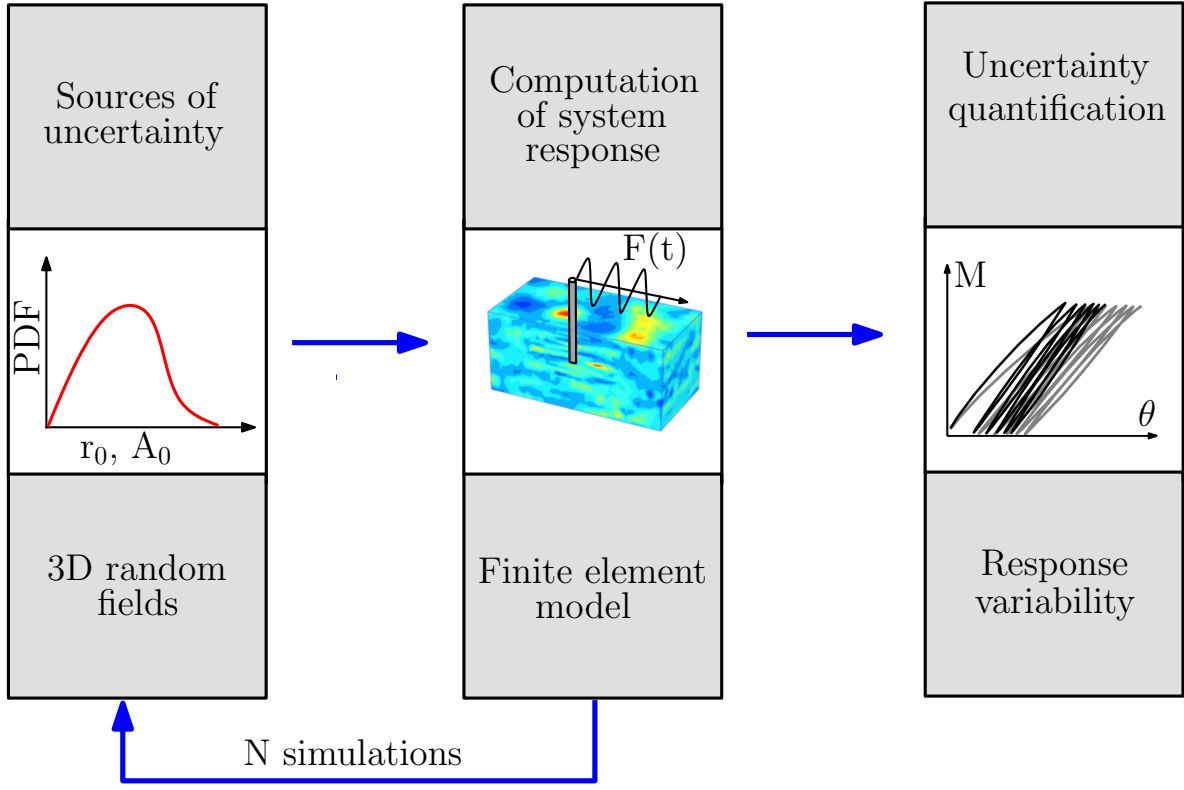 Sources of
uncertainty
PDF
r₀, A₀
3D random
fields
Computation
of system
response
F(t)
Finite element
model
Uncertainty
quantification
M
θ
Response
variability
N simulations